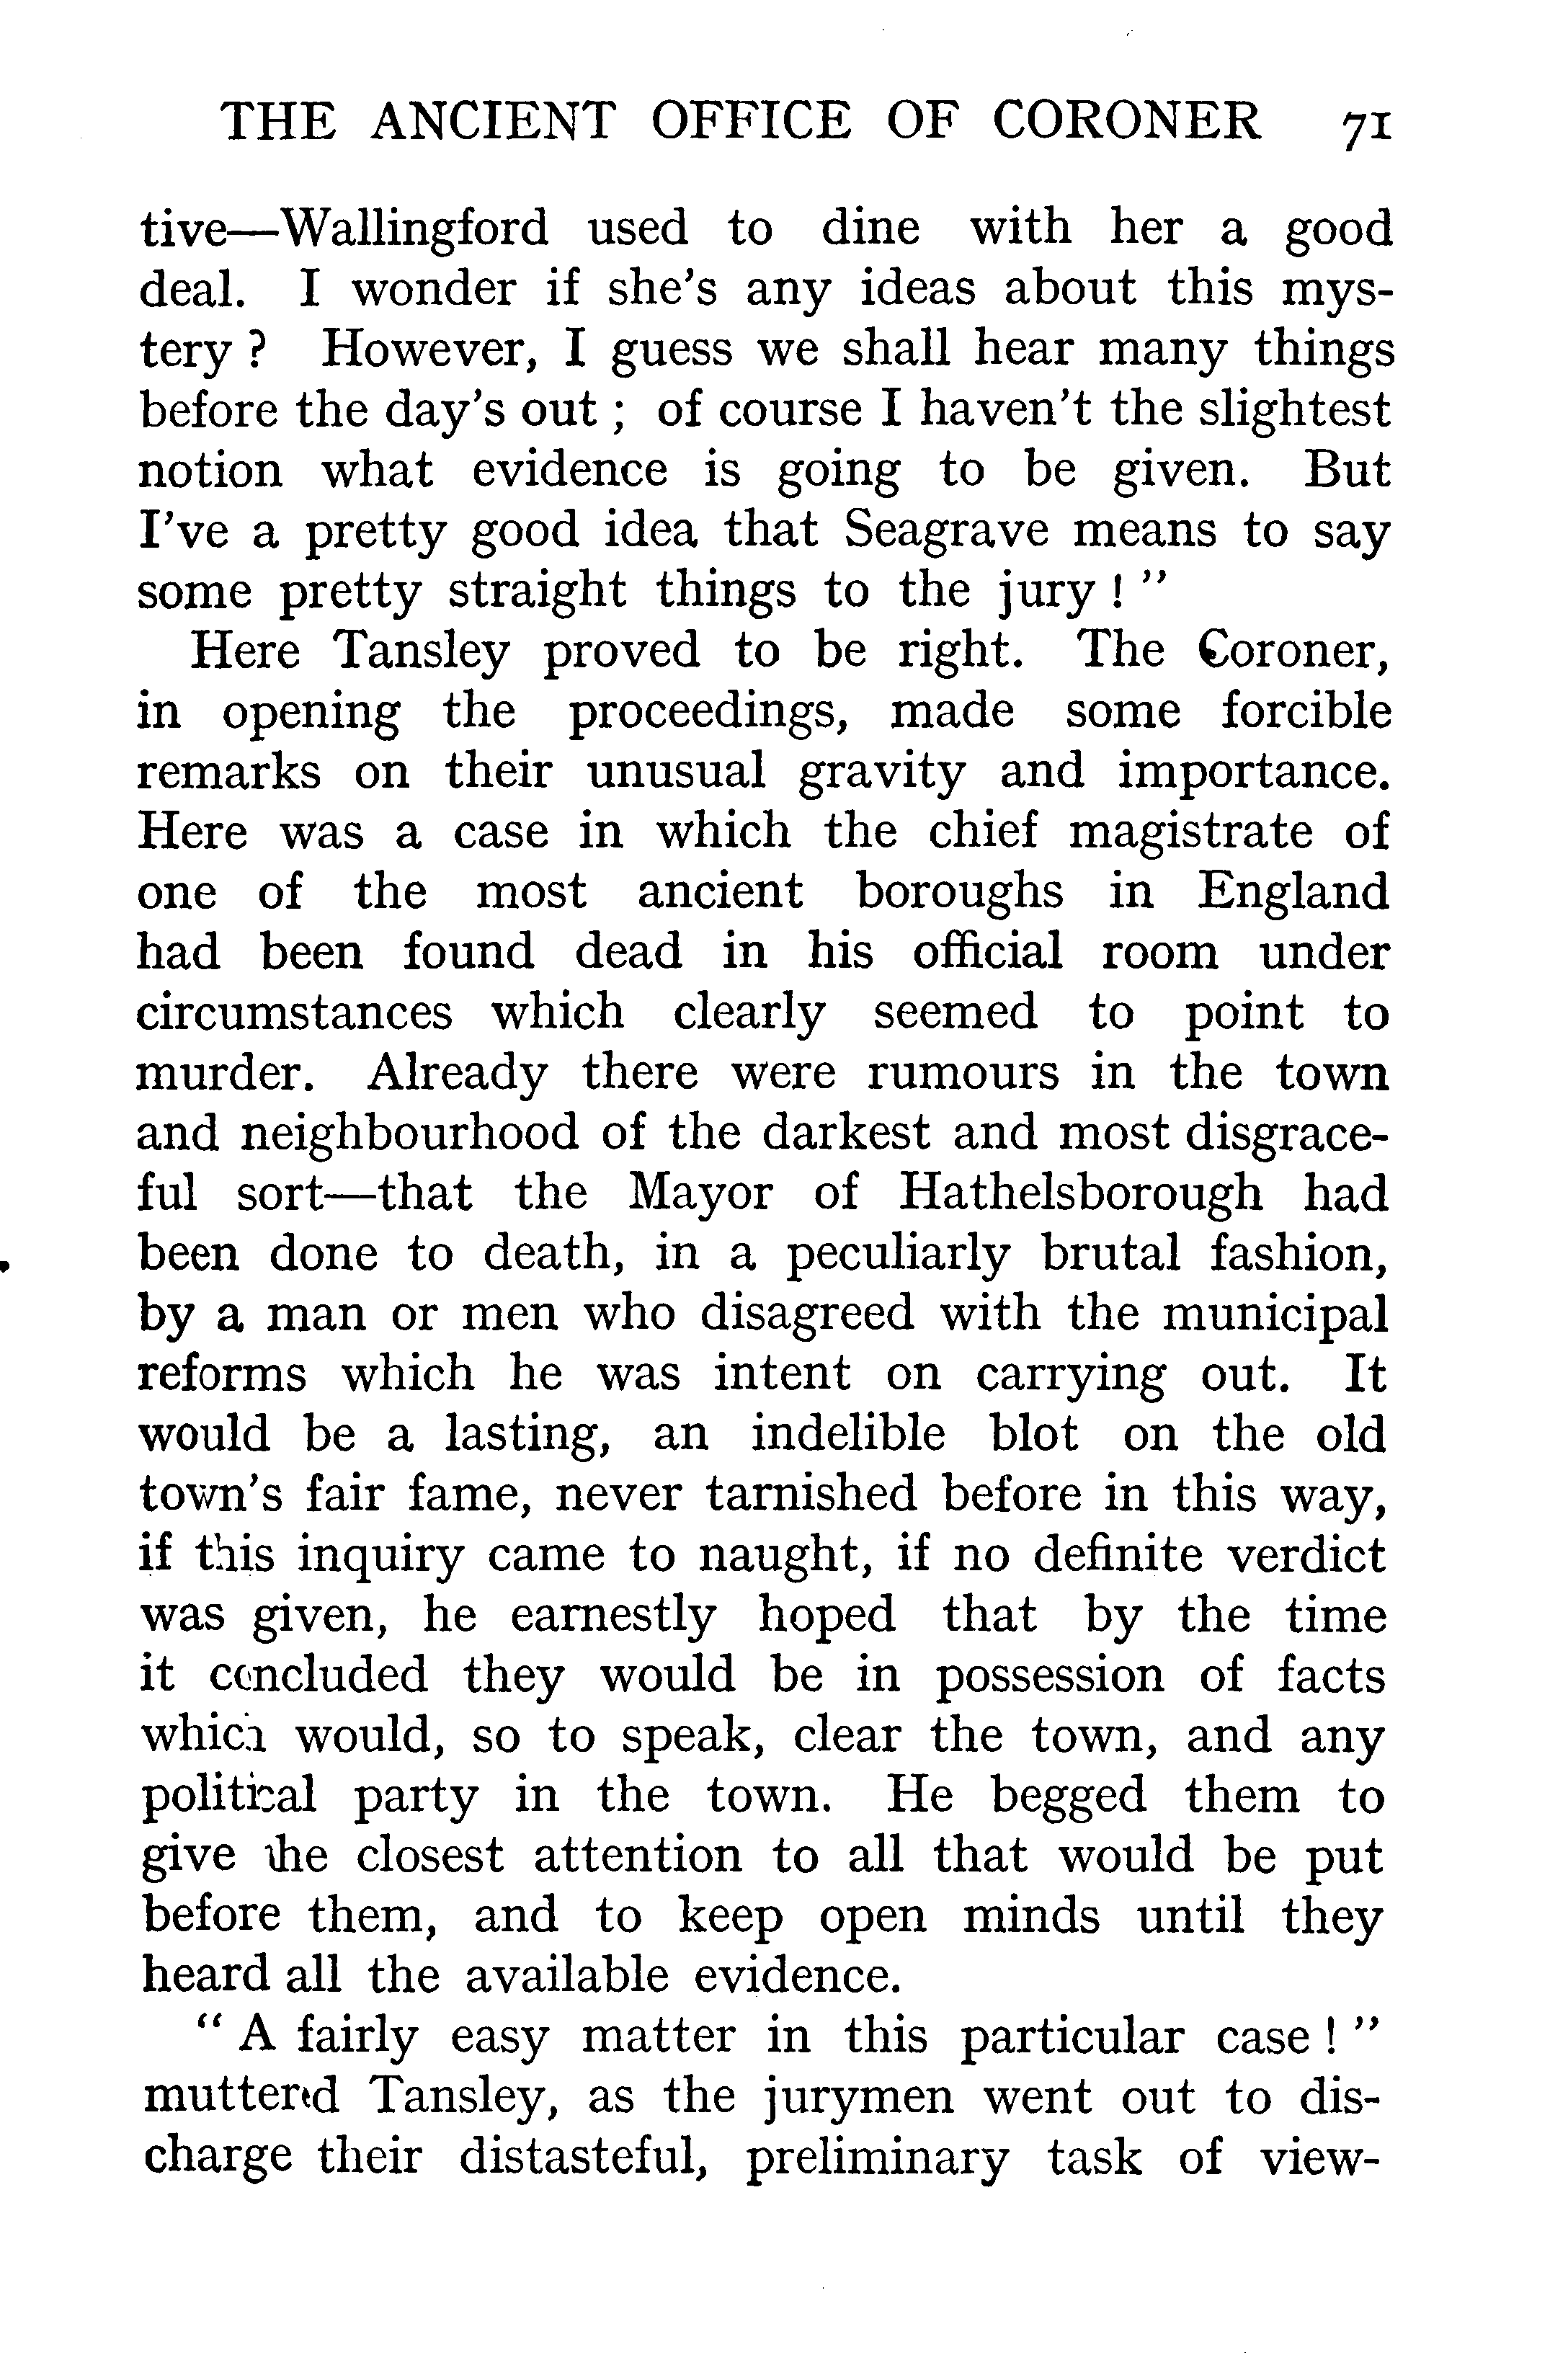 THE ANCIENT OFFICE OF CORONER 71
tive—Wallingford used to dine with her a good
deal. I wonder if she's any ideas about this mys-
tery ? However, I guess we shall hear many things
before the day's out ; of course I haven't the slightest
notion what evidence is going to be given. But
I've a pretty good idea that Seagrave means to say
some pretty straight things to the jury ! "
Here Tansley proved to be right. The Coroner,
in opening the proceedings, made some forcible
remarks on their unusual gravity and importance.
Here was a case in which the chief magistrate of
one of the most ancient boroughs in England
had been found dead in his official room under
circumstances which clearly seemed to point to
murder. Already there were rumours in the town
and neighbourhood of the darkest and most disgrace-
ful sort—that the Mayor of Hathelsborough had
been done to death, in a peculiarly brutal fashion,
by a man or men who disagreed with the municipal
reforms which he was intent on carrying out. It
would be a lasting, an indelible blot on the old
town's fair fame, never tarnished before in this way,
if this inquiry came to naught, if no definite verdict
was given, he earnestly hoped that by the time
it concluded they would be in possession of facts
which would, so to speak, clear the town, and any
political party in the town. He begged them to
give the closest attention to all that would be put
before them, and to keep open minds until they
heard all the available evidence.
" A fairly easy matter in this particular case ! "
muttered Tansley, as the jurymen went out to dis-
charge their distasteful, preliminary task of view-